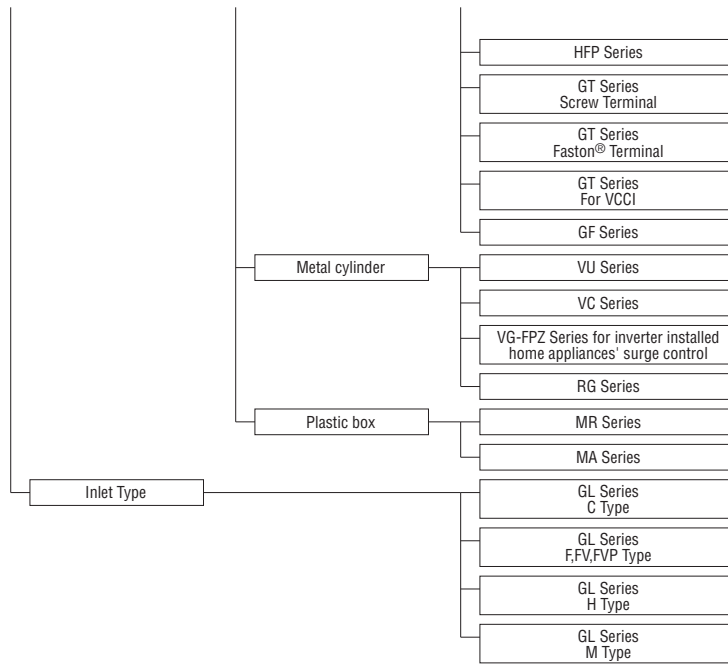 HFP Series
GT Series
Screw Terminal
GT Series
Faston® Terminal
GT Series
For VCCI
GF Series
Metal cylinder
VU Series
VC Series
VG-FPZ Series for inverter installed
home appliances' surge control
RG Series
Plastic box
MR Series
MA Series
Inlet Type
GL Series
C Type
GL Series
F,FV,FVP Type
GL Series
H Type
GL Series
M Type